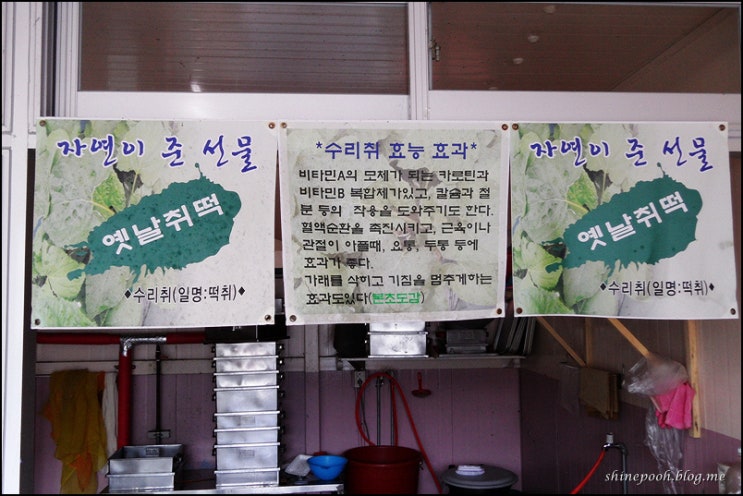 자연이 준 선물
옛날취떡
◆수리취(일명:떡취)◆
*수리취 효능 효과*
비타민A의 모체가 되는 카로틴과
비타민B 복합체가있고, 칼슘과 철
분 등의 작용을 도와주기도 한다.
혈액순환을 촉진시키고, 근육이나
관절이 아플때, 요통, 두통 등에
효과가 좋다.
가래를 삭히고 기침을 멈추게하는
효과도있다(본초도감)
자연이 준 선물
옛날취떡
◆수리취(일명:떡취)◆
shinepooh.blog.me